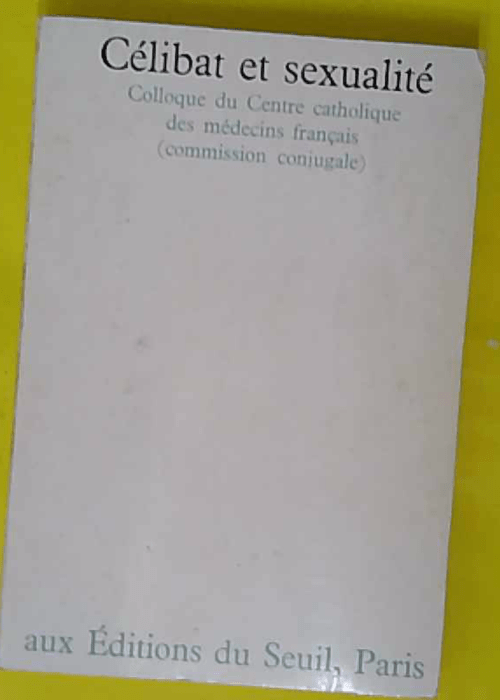 Célibat et sexualité
Colloque du Centre catholique
des médecins français
(commission conjugale)
aux Éditions du Seuil, Paris